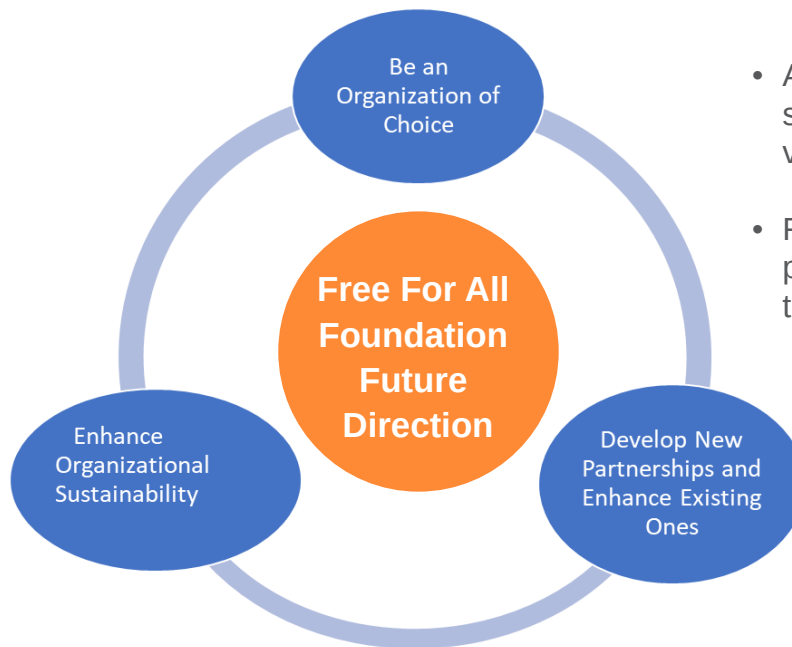 Be an
Organization of
Choice
Free For All
Foundation
Future
Direction
Enhance
Organizational
Sustainability
Develop New
Partnerships and
Enhance Existing
Ones